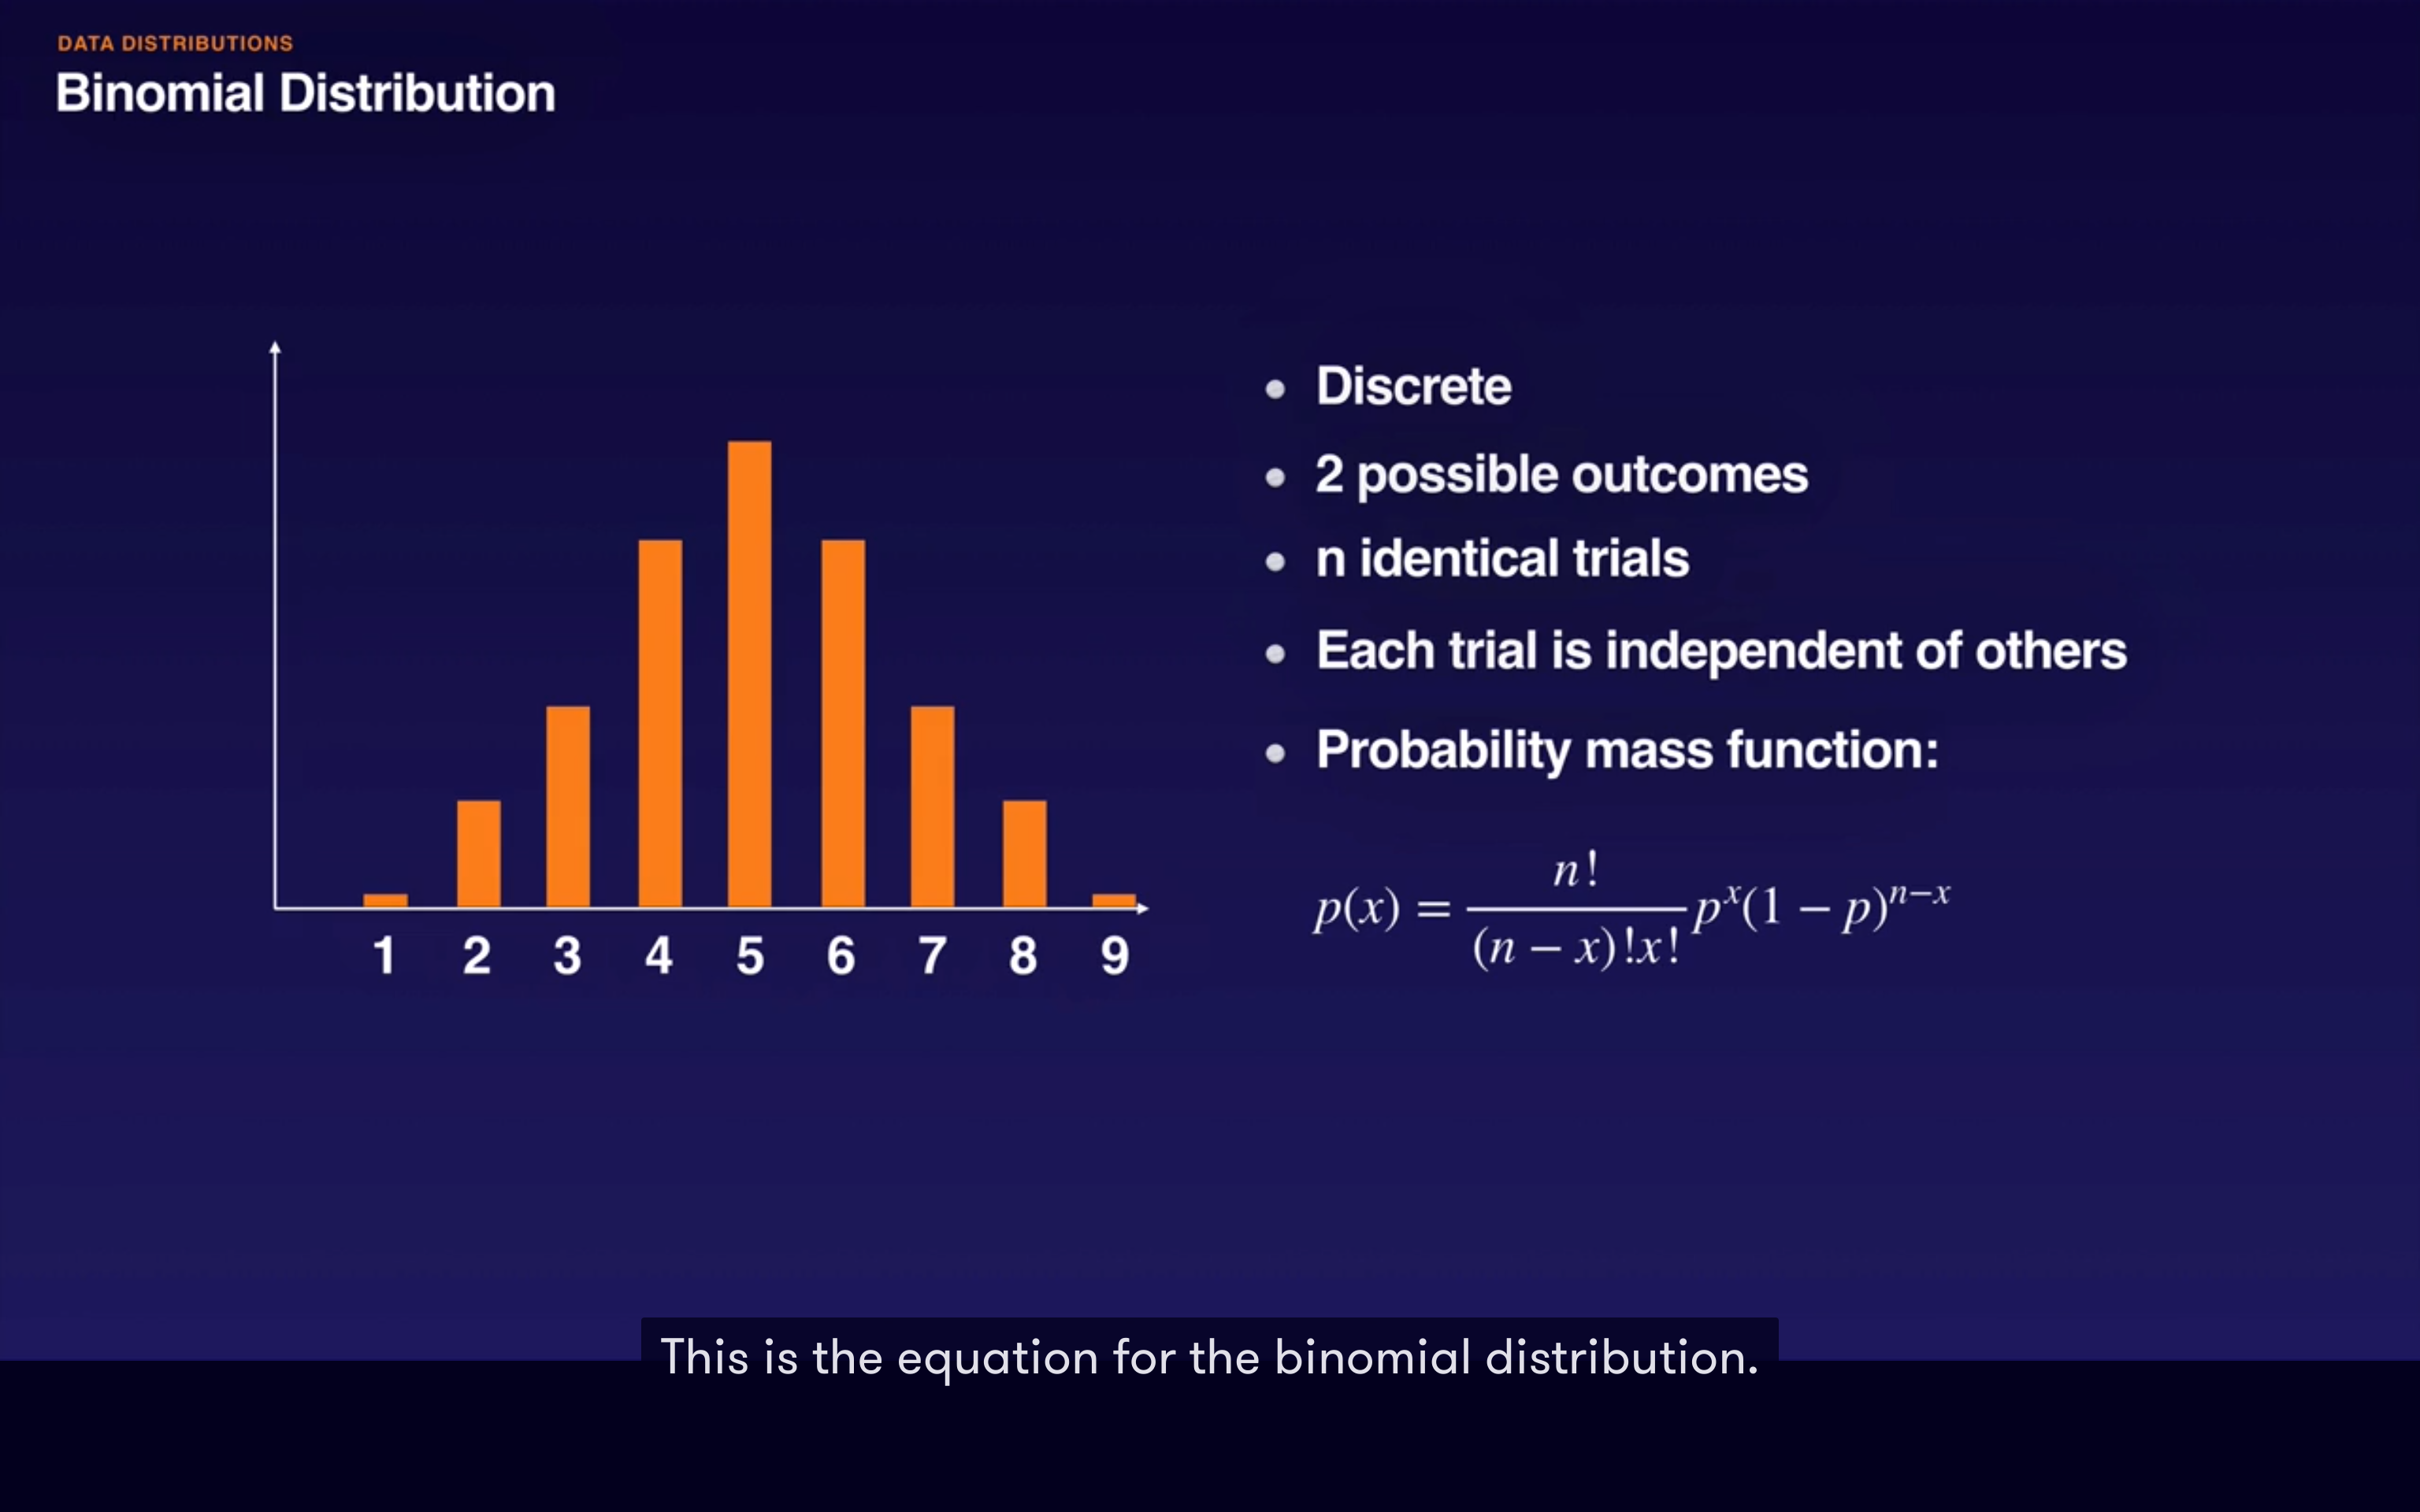 DATA DISTRIBUTIONS
Binomial Distribution
1 2 3 4 5 6 7 8 9
• Discrete
• 2 possible outcomes
• n identical trials
• Each trial is independent of others
• Probability mass function:
n!
p(x) = ———— pˣ(1 − p)ⁿ⁻ˣ
(n − x)!x!
This is the equation for the binomial distribution.